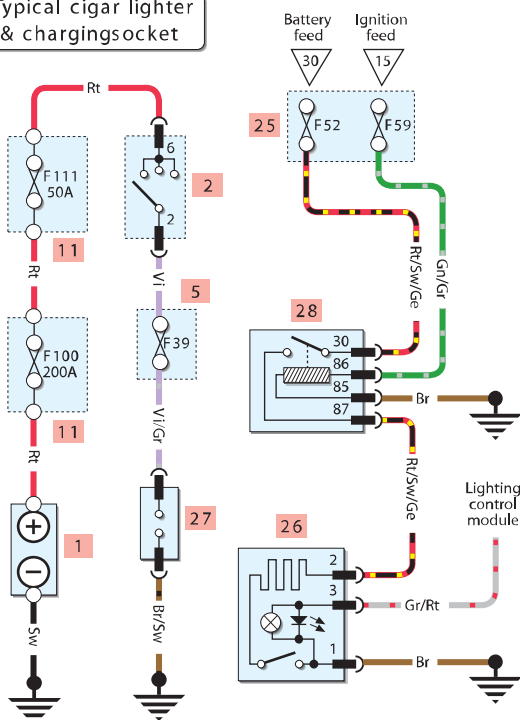 Typical cigar lighter
& chargingsocket
Battery
feed
Ignition
feed
30
15
25
F52
F59
Rt
F111
50A
11
Rt
F100
200A
11
Rt
1
Sw
6
2
2
Vi
5
F39
Vi/Gr
27
Br/Sw
Rt/Sw/Ge
Gn/Gr
28
30
86
85
87
Br
Rt/Sw/Ge
Lighting
control
module
26
2
3
1
Gr/Rt
Br